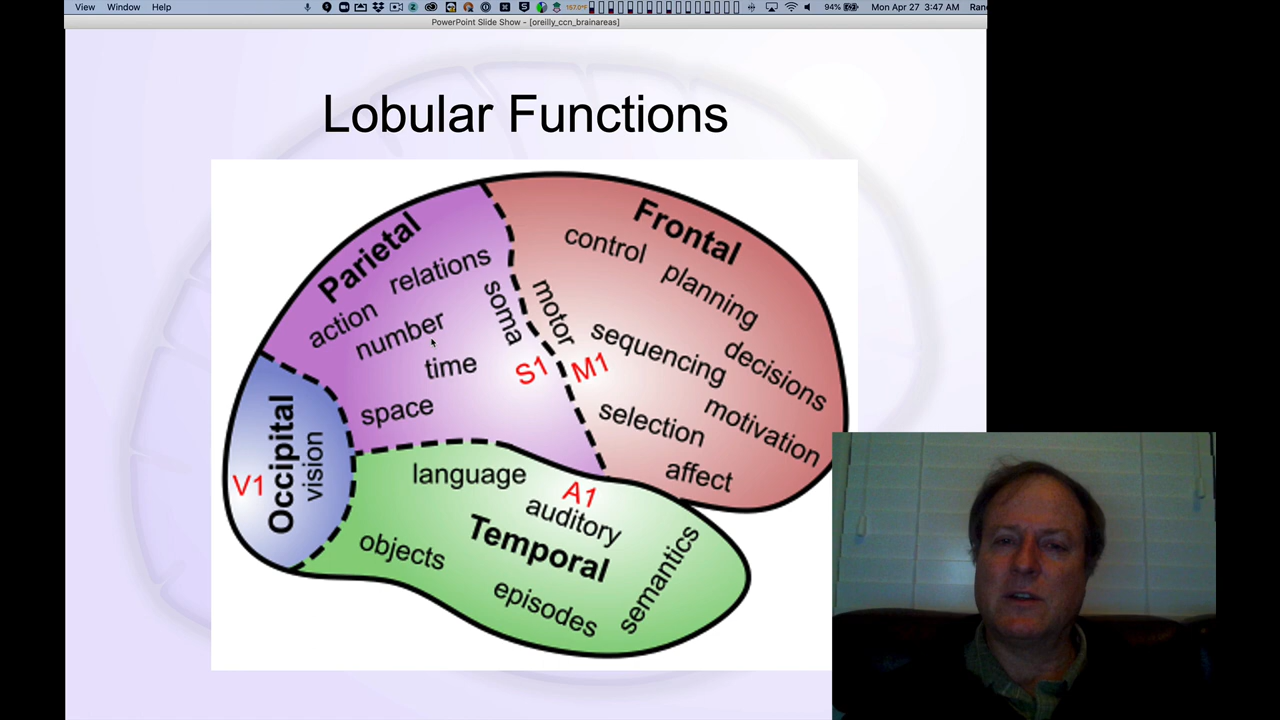 View Window Help
157.0°F
94%
Mon Apr 27 3:47 AM
PowerPoint Slide Show - [oreilly_ccn_brainareas]
Lobular Functions
Parietal
relations
action
number
time
space
soma
S1
Frontal
control
planning
motor
M1
sequencing
decisions
selection
motivation
affect
Occipital
vision
V1
language
A1
auditory
Temporal
objects
episodes
semantics